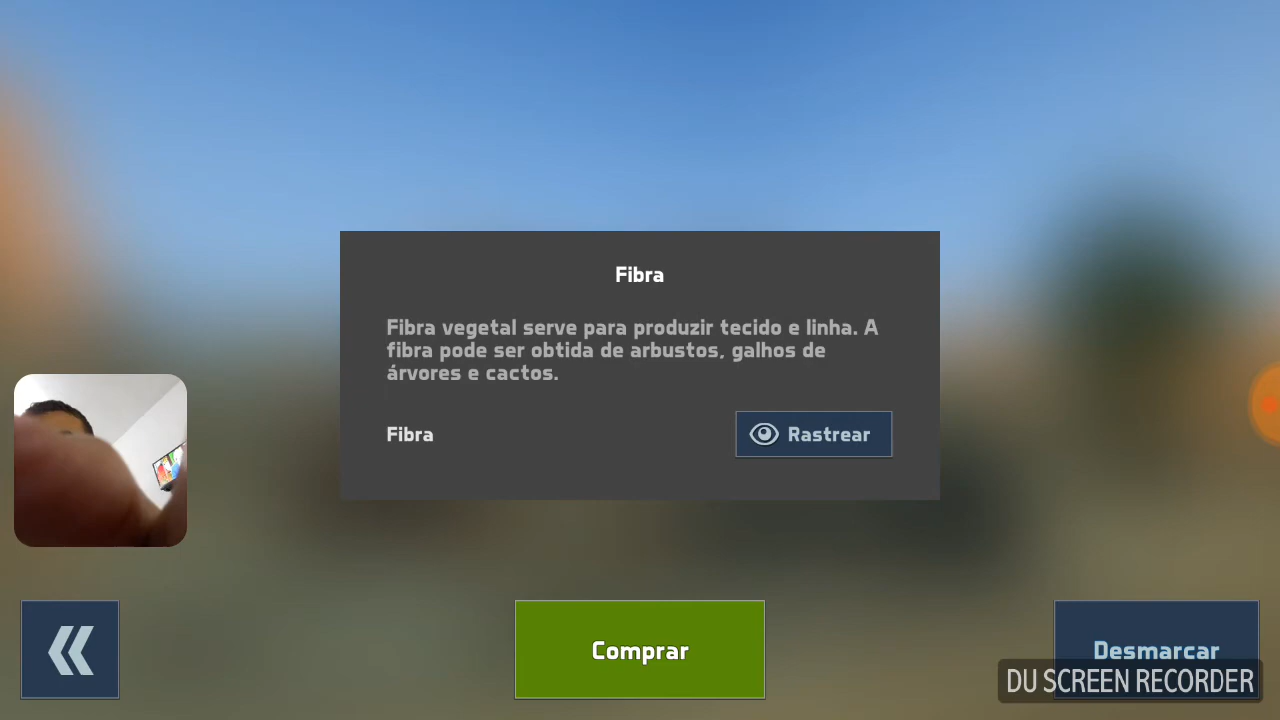 Fibra
Fibra vegetal serve para produzir tecido e linha. A
fibra pode ser obtida de arbustos, galhos de
árvores e cactos.
Fibra
Rastrear
Comprar
Desmarcar
DU SCREEN RECORDER